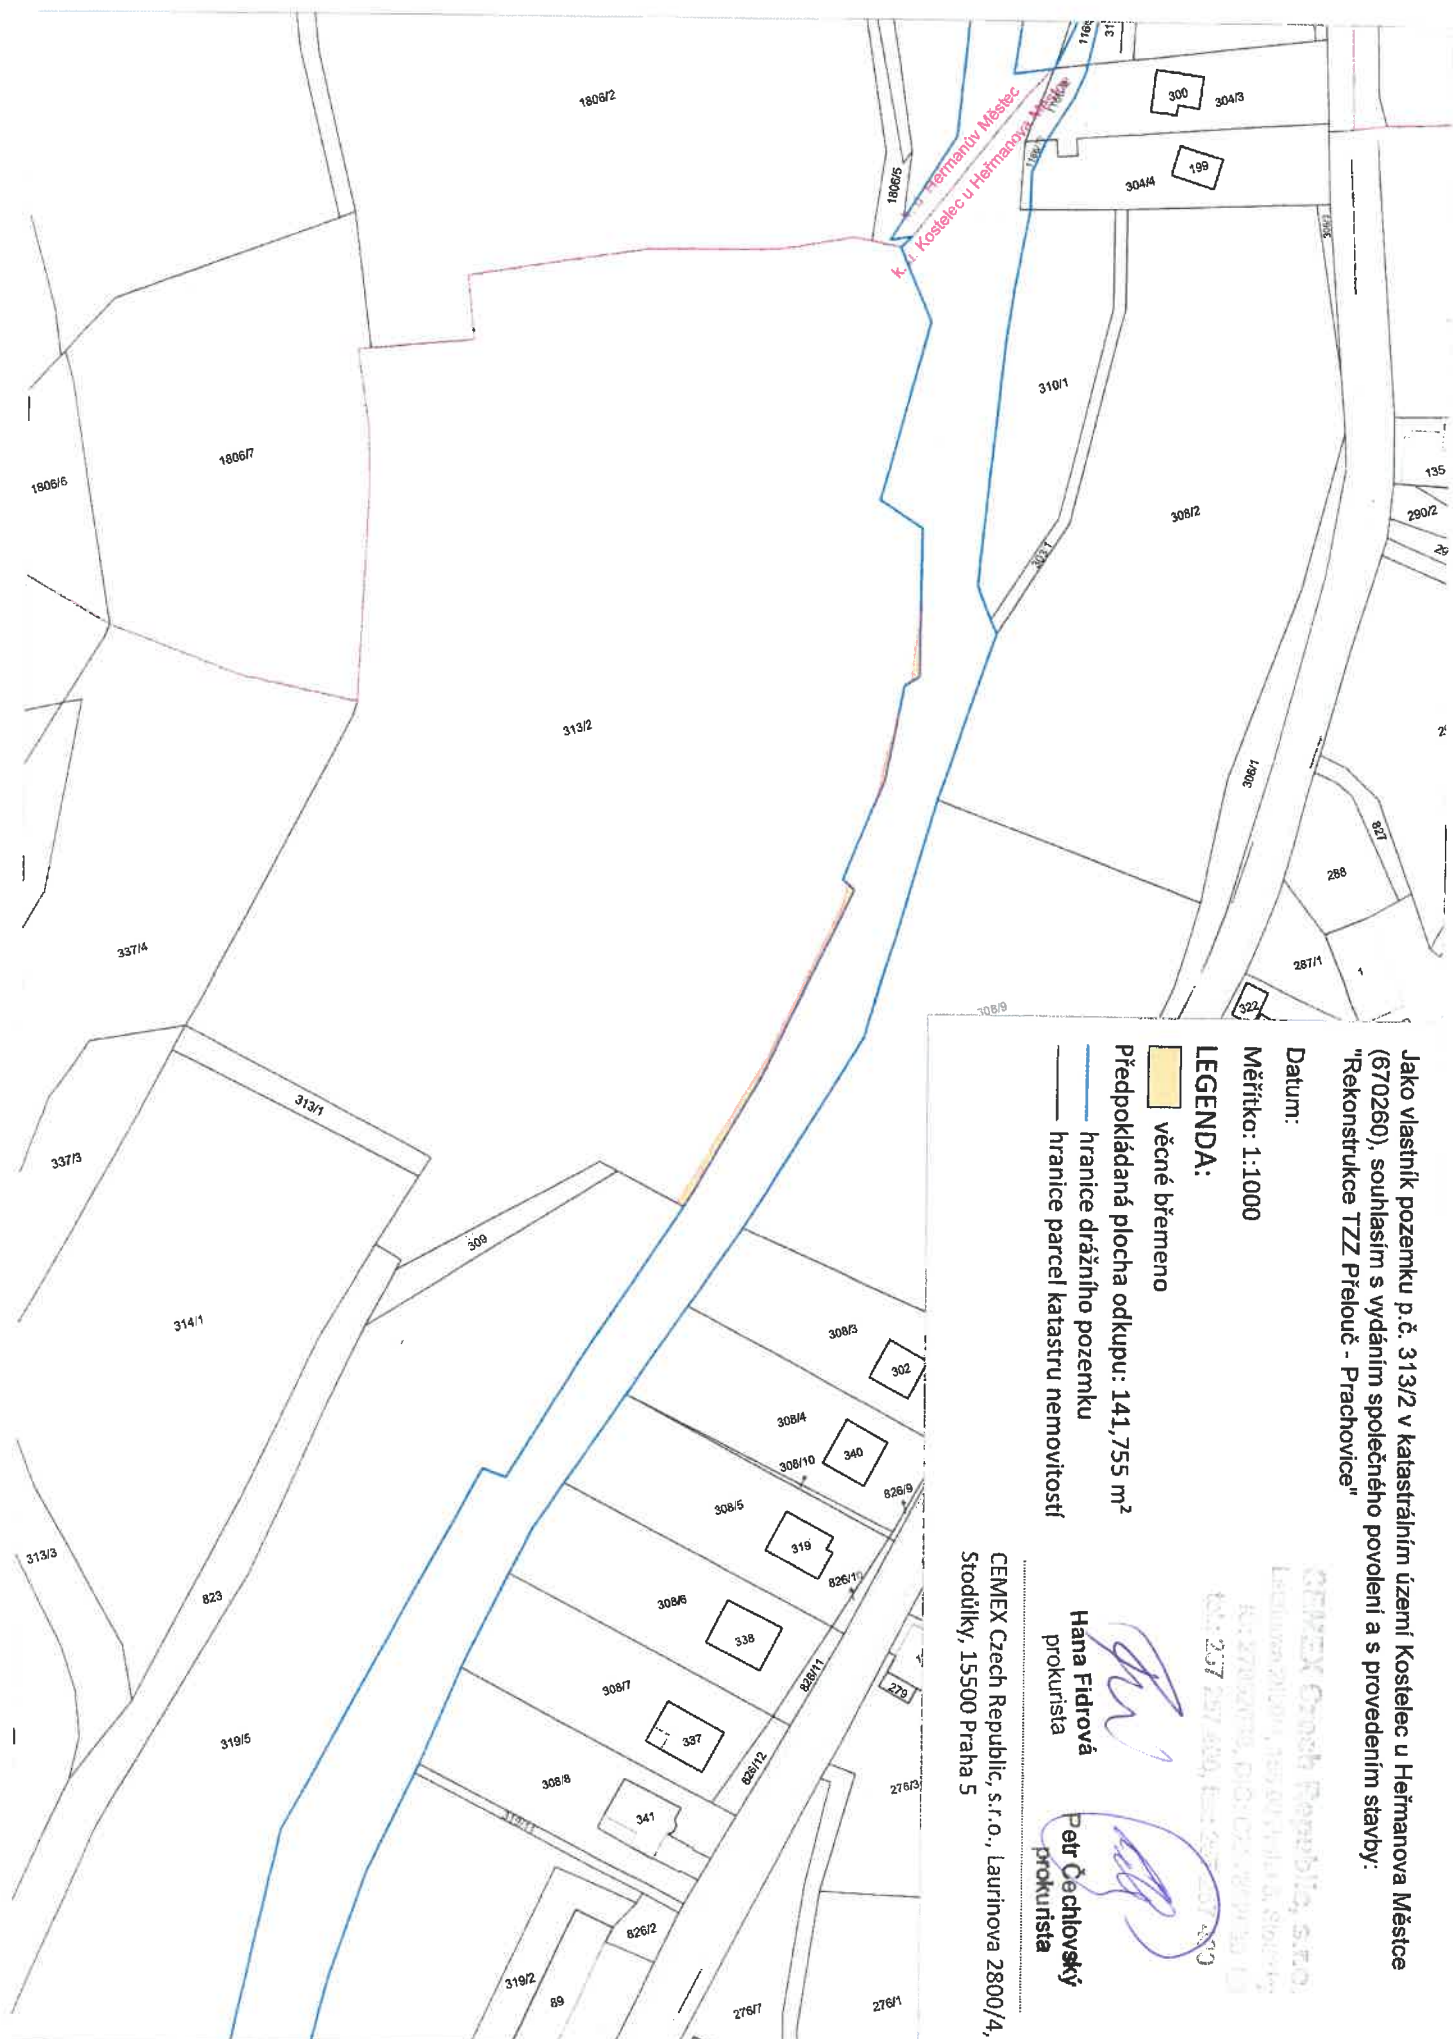 Jako vlastník pozemku p.č. 313/2 v katastrálním území Kostelec u Heřmanova Městce
(670260), souhlasím s vydáním společného povolení a s provedením stavby:
"Rekonstrukce TZZ Přelouč - Prachovice"
Datum:
Měřítko: 1:1000
LEGENDA:
věcné břemeno
Předpokládaná plocha odkupu: 141,755 m²
hranice drážního pozemku
hranice parcel katastru nemovitostí
CEMEX Czech Republic, s.r.o.
Hana Fidrová
prokurista
Petr Čechlovský
prokurista
CEMEX Czech Republic, s.r.o., Laurinova 2800/4,
Stodůlky, 15500 Praha 5
k.ú. Heřmanův Městec
k.ú. Kostelec u Heřmanova Městce
1806/2
1806/5
300
304/3
199
304/4
310/1
1806/7
1806/6
308/2
135
290/2
303/1
313/2
306/1
827
288
287/1
1
322
337/4
308/9
313/1
337/3
309
314/1
308/3
302
308/4
340
308/10
826/9
308/5
319
826/10
313/3
823
308/6
338
826/11
279
308/7
337
826/12
319/5
308/8
341
276/3
826/2
319/2
89
276/7
276/1